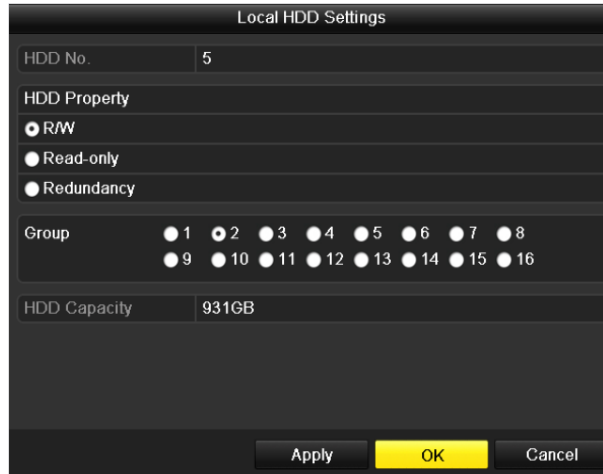 Local HDD Settings
HDD No. 5
HDD Property
R/W
Read-only
Redundancy
Group 1 2 3 4 5 6 7 8
9 10 11 12 13 14 15 16
HDD Capacity 931GB
Apply OK Cancel